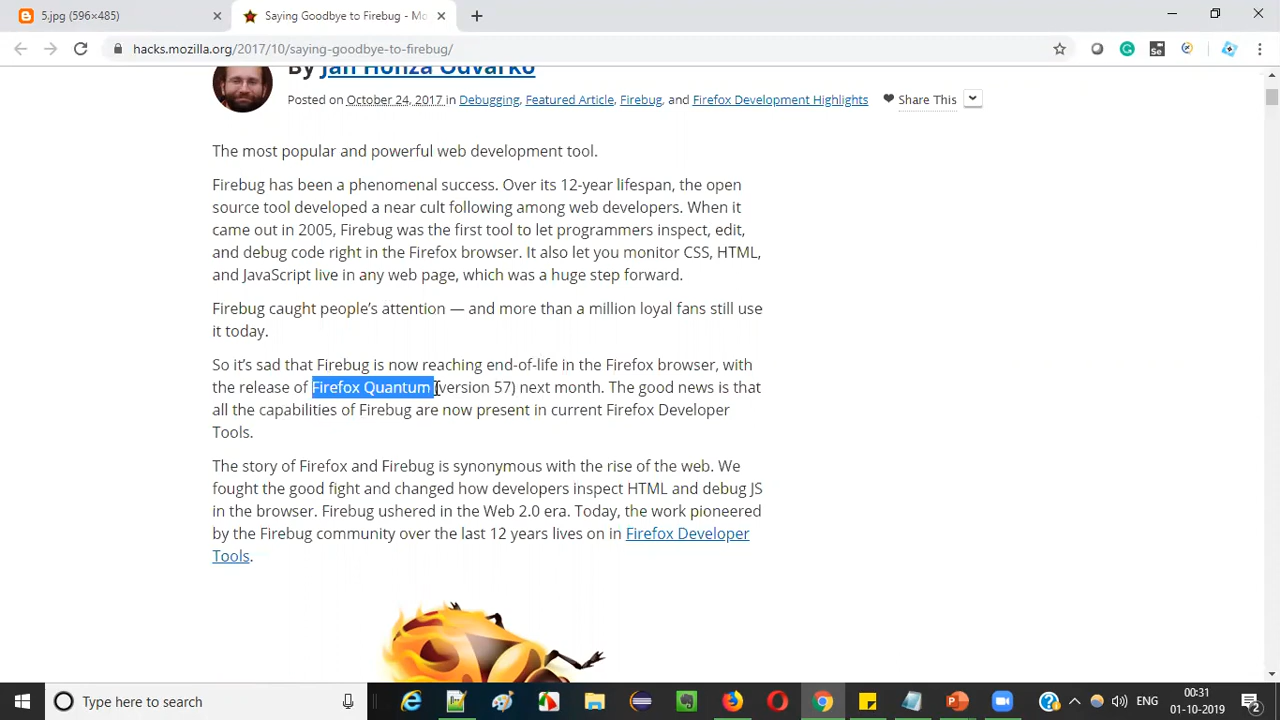 5.jpg (596×485)
Saying Goodbye to Firebug - Mo
hacks.mozilla.org/2017/10/saying-goodbye-to-firebug/
By Jan Honza Odvarko
Posted on October 24, 2017 in Debugging, Featured Article, Firebug, and Firefox Development Highlights
Share This
The most popular and powerful web development tool.
Firebug has been a phenomenal success. Over its 12-year lifespan, the open
source tool developed a near cult following among web developers. When it
came out in 2005, Firebug was the first tool to let programmers inspect, edit,
and debug code right in the Firefox browser. It also let you monitor CSS, HTML,
and JavaScript live in any web page, which was a huge step forward.
Firebug caught people's attention — and more than a million loyal fans still use
it today.
So it's sad that Firebug is now reaching end-of-life in the Firefox browser, with
the release of Firefox Quantum (version 57) next month. The good news is that
all the capabilities of Firebug are now present in current Firefox Developer
Tools.
The story of Firefox and Firebug is synonymous with the rise of the web. We
fought the good fight and changed how developers inspect HTML and debug JS
in the browser. Firebug ushered in the Web 2.0 era. Today, the work pioneered
by the Firebug community over the last 12 years lives on in Firefox Developer
Tools.
Type here to search
ENG
00:31
01-10-2019
2